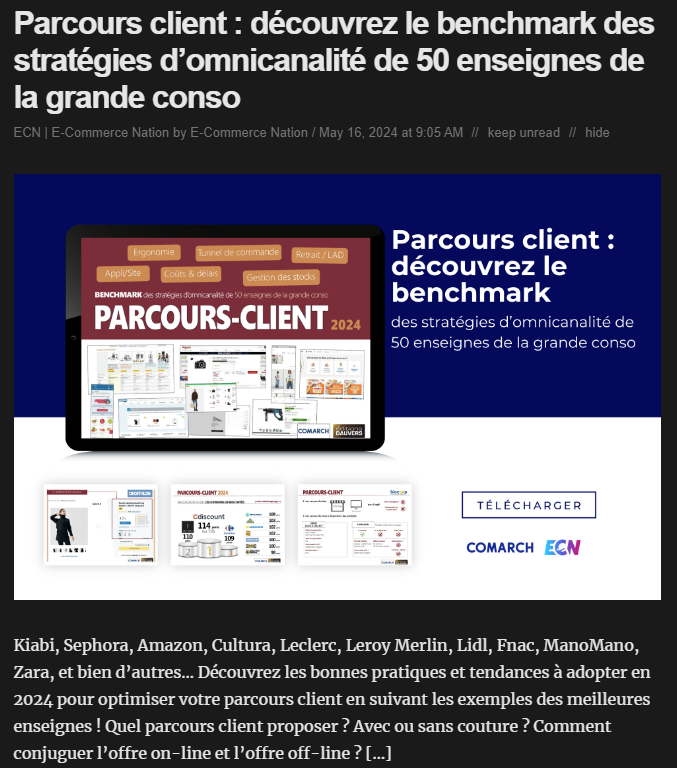 Parcours client : découvrez le benchmark des
stratégies d’omnicanalité de 50 enseignes de
la grande conso
ECN | E-Commerce Nation by E-Commerce Nation / May 16, 2024 at 9:05 AM // keep unread // hide
Ergonomie
Tunnel de commande
Retrait / LAD
Appli/Site
Coûts & délais
Gestion des stocks
BENCHMARK des stratégies d'omnicanalité de 50 enseignes de la grande conso
PARCOURS-CLIENT 2024
COMARCH
DAUVERS
Parcours client :
découvrez le
benchmark
des stratégies d’omnicanalité de
50 enseignes de la grande conso
DECATHLON
COMARCH
PARCOURS-CLIENT 2024
Cdiscount
114
110
109
COMARCH
PARCOURS-CLIENT
COMARCH
TÉLÉCHARGER
COMARCH ECN
Kiabi, Sephora, Amazon, Cultura, Leclerc, Leroy Merlin, Lidl, Fnac, ManoMano,
Zara, et bien d’autres… Découvrez les bonnes pratiques et tendances à adopter en
2024 pour optimiser votre parcours client en suivant les exemples des meilleures
enseignes ! Quel parcours client proposer ? Avec ou sans couture ? Comment
conjuguer l’offre on-line et l’offre off-line ? [...]